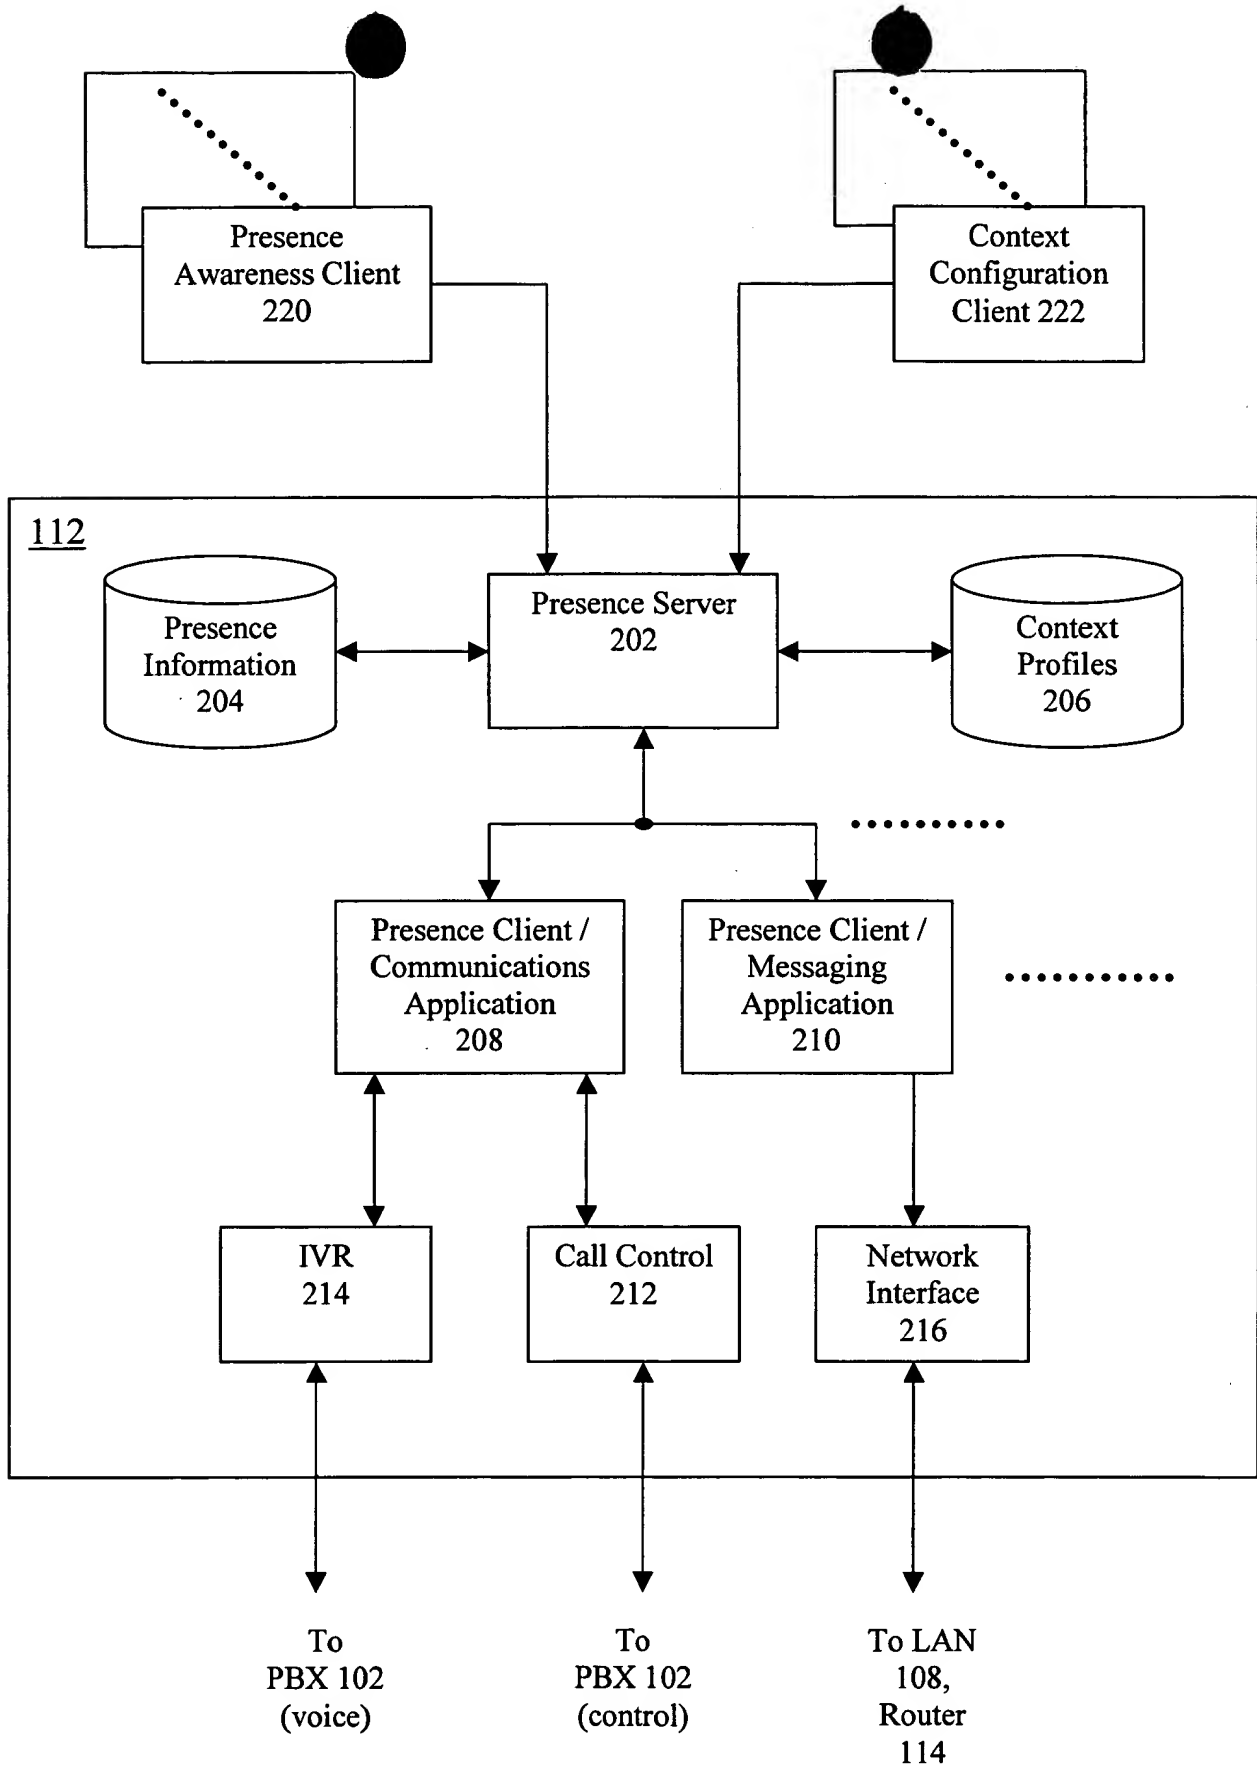 Presence
Awareness Client
220
Context
Configuration
Client 222
112
Presence
Information
204
Presence Server
202
Context
Profiles
206
Presence Client /
Communications
Application
208
Presence Client /
Messaging
Application
210
IVR
214
Call Control
212
Network
Interface
216
To
PBX 102
(voice)
To
PBX 102
(control)
To LAN
108,
Router
114